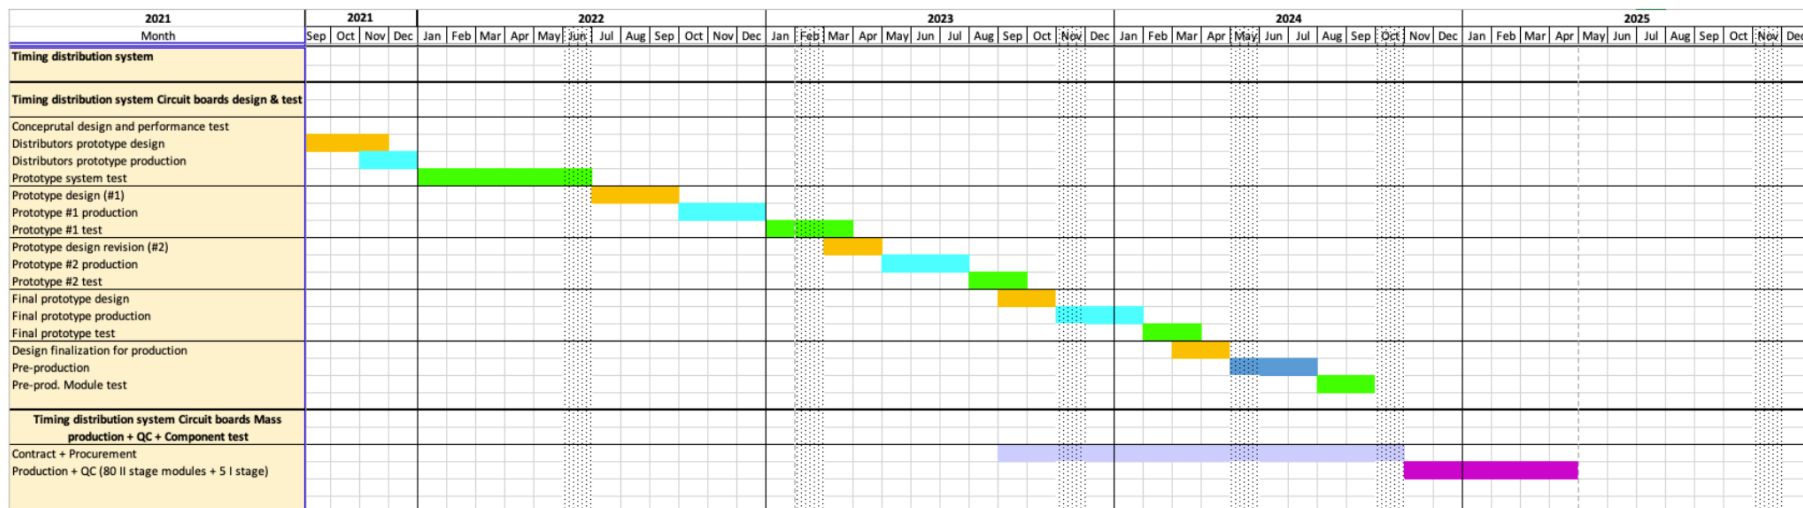 2021 2021 2022 2023 2024 2025
Month Sep Oct Nov Dec Jan Feb Mar Apr May Jun Jul Aug Sep Oct Nov Dec Jan Feb Mar Apr May Jun Jul Aug Sep Oct Nov Dec Jan Feb Mar Apr May Jun Jul Aug Sep Oct Nov Dec Jan Feb Mar Apr May Jun Jul Aug Sep Oct Nov Dec
Timing distribution system
Timing distribution system Circuit boards design & test
Conceprutal design and performance test
Distributors prototype design
Distributors prototype production
Prototype system test
Prototype design (#1)
Prototype #1 production
Prototype #1 test
Prototype design revision (#2)
Prototype #2 production
Prototype #2 test
Final prototype design
Final prototype production
Final prototype test
Design finalization for production
Pre-production
Pre-prod. Module test
Timing distribution system Circuit boards Mass
production + QC + Component test
Contract + Procurement
Production + QC (80 II stage modules + 5 I stage)